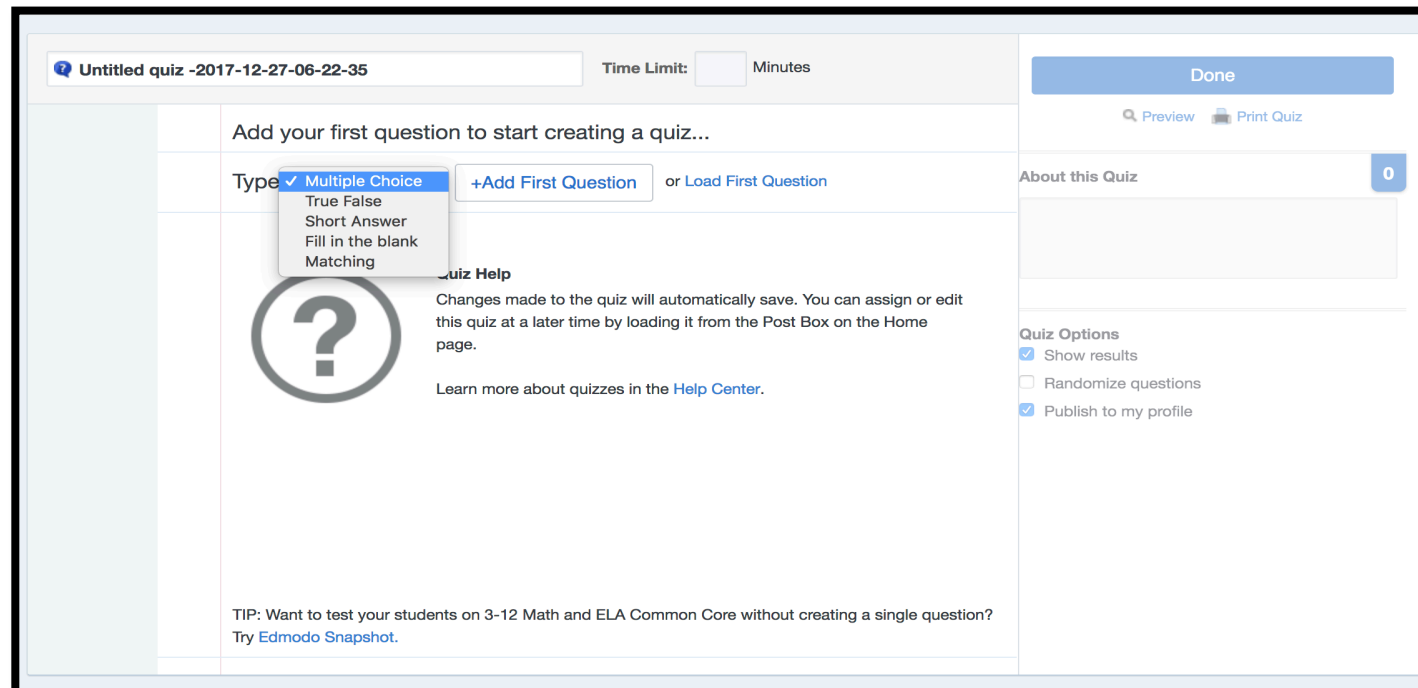 Untitled quiz -2017-12-27-06-22-35
Time Limit: Minutes
Done
Preview Print Quiz
Add your first question to start creating a quiz...
Type
✓ Multiple Choice
True False
Short Answer
Fill in the blank
Matching
+Add First Question or Load First Question
About this Quiz
0
Quiz Help
Changes made to the quiz will automatically save. You can assign or edit
this quiz at a later time by loading it from the Post Box on the Home
page.
Learn more about quizzes in the Help Center.
Quiz Options
Show results
Randomize questions
Publish to my profile
TIP: Want to test your students on 3-12 Math and ELA Common Core without creating a single question?
Try Edmodo Snapshot.